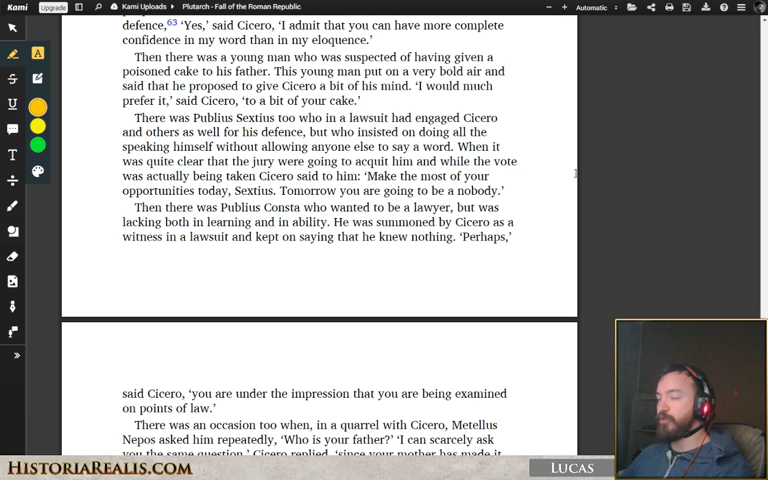 Kami
Upgrade
Kami Uploads
Plutarch - Fall of the Roman Republic
Automatic
defence,63 ‘Yes,’ said Cicero, ‘I admit that you can have more complete
confidence in my word than in my eloquence.’
Then there was a young man who was suspected of having given a
poisoned cake to his father. This young man put on a very bold air and
said that he proposed to give Cicero a bit of his mind. ‘I would much
prefer it,’ said Cicero, ‘to a bit of your cake.’
There was Publius Sextius too who in a lawsuit had engaged Cicero
and others as well for his defence, but who insisted on doing all the
speaking himself without allowing anyone else to say a word. When it
was quite clear that the jury were going to acquit him and while the vote
was actually being taken Cicero said to him: ‘Make the most of your
opportunities today, Sextius. Tomorrow you are going to be a nobody.’
Then there was Publius Consta who wanted to be a lawyer, but was
lacking both in learning and in ability. He was summoned by Cicero as a
witness in a lawsuit and kept on saying that he knew nothing. ‘Perhaps,’
said Cicero, ‘you are under the impression that you are being examined
on points of law.’
There was an occasion too when, in a quarrel with Cicero, Metellus
Nepos asked him repeatedly, ‘Who is your father?’ ‘I can scarcely ask
you the same question,’ Cicero replied, ‘since your mother has made it
HistoriaRealis.com
Lucas